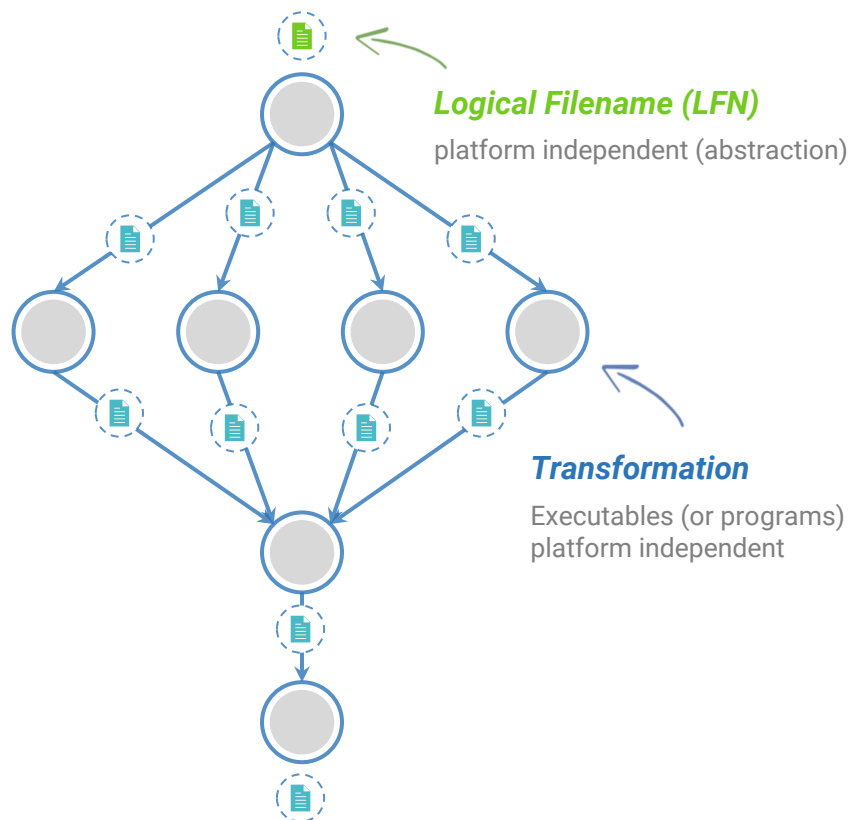 Logical Filename (LFN)
platform independent (abstraction)
Transformation
Executables (or programs)
platform independent